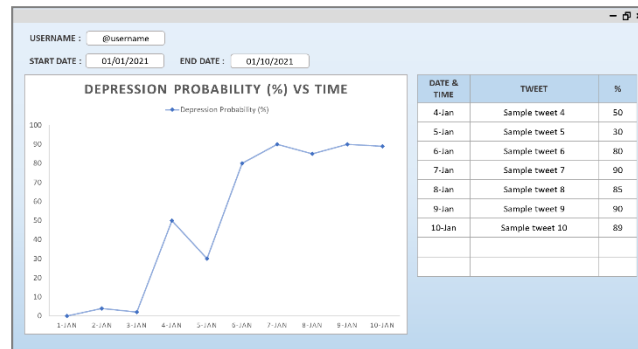 USERNAME : @username
START DATE : 01/01/2021 END DATE : 01/10/2021
DEPRESSION PROBABILITY (%) VS TIME
Depression Probability (%)
100
90
80
70
60
50
40
30
20
10
0
1-JAN 2-JAN 3-JAN 4-JAN 5-JAN 6-JAN 7-JAN 8-JAN 9-JAN 10-JAN
DATE & TIME TWEET %
4-Jan Sample tweet 4 50
5-Jan Sample tweet 5 30
6-Jan Sample tweet 6 80
7-Jan Sample tweet 7 90
8-Jan Sample tweet 8 85
9-Jan Sample tweet 9 90
10-Jan Sample tweet 10 89